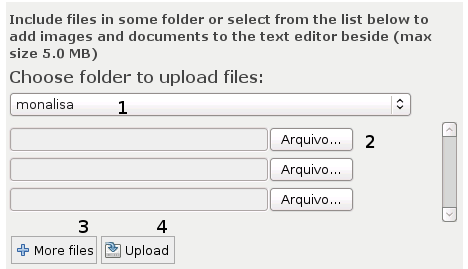 Include files in some folder or select from the list below to
add images and documents to the text editor beside (max
size 5.0 MB)
Choose folder to upload files:
monalisa 1
Arquivo... 2
Arquivo...
Arquivo...
3 4
More files Upload